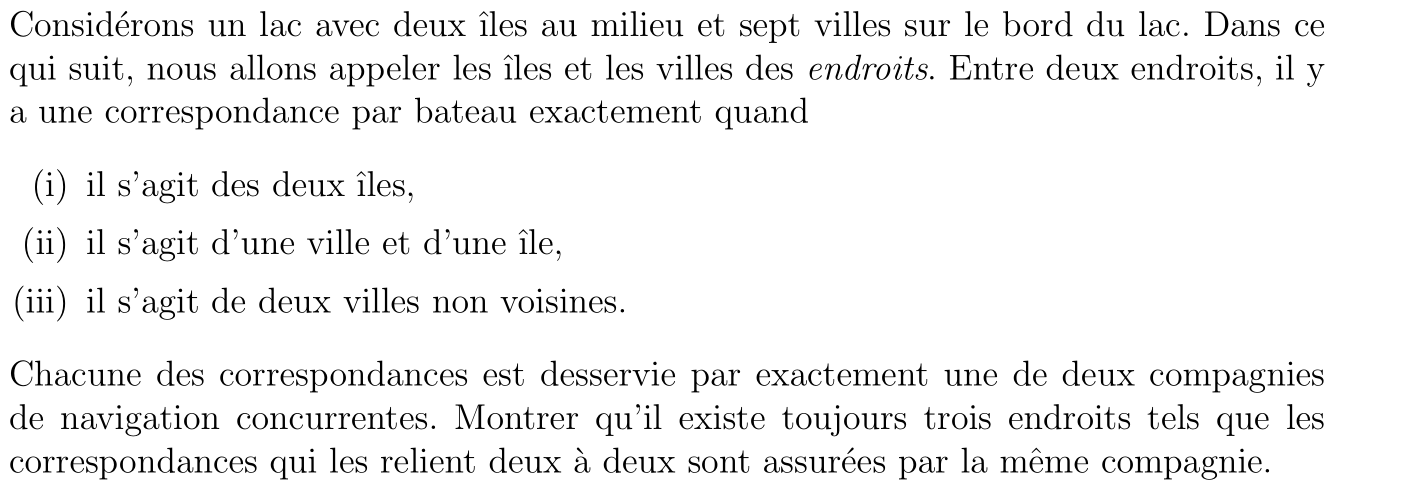 Considérons un lac avec deux îles au milieu et sept villes sur le bord du lac. Dans ce
qui suit, nous allons appeler les îles et les villes des endroits. Entre deux endroits, il y
a une correspondance par bateau exactement quand
(i) il s'agit des deux îles,
(ii) il s'agit d'une ville et d'une île,
(iii) il s'agit de deux villes non voisines.
Chacune des correspondances est desservie par exactement une de deux compagnies
de navigation concurrentes. Montrer qu'il existe toujours trois endroits tels que les
correspondances qui les relient deux à deux sont assurées par la même compagnie.